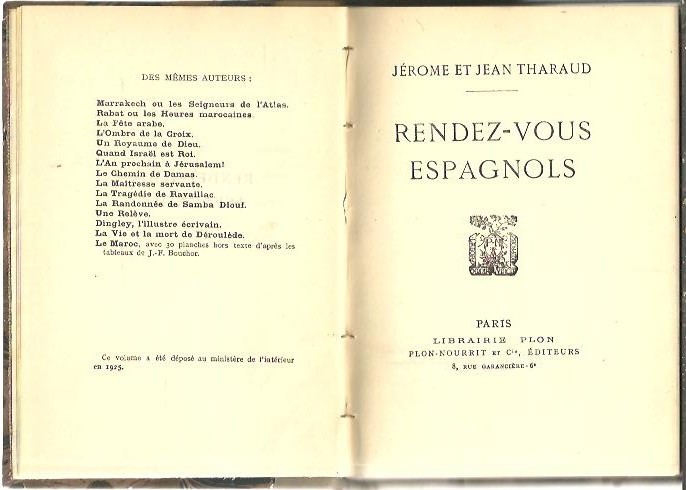 DES MÊMES AUTEURS :
Marrakech ou les Seigneurs de l'Atlas.
Rabat ou les Heures marocaines.
La Fête arabe.
L'Ombre de la Croix.
Un Royaume de Dieu.
Quand Israël est Roi.
L'An prochain à Jérusalem!
Le Chemin de Damas.
La Maîtresse servante.
La Tragédie de Ravaillac.
La Randonnée de Samba Diouf.
Une Relève.
Dingley, l'illustre écrivain.
La Vie et la mort de Déroulède.
Le Maroc, avec 30 planches hors texte d'après les
tableaux de J.-F. Bouchor.
Ce volume a été déposé au ministère de l'intérieur
en 1925.
JÉROME ET JEAN THARAUD
RENDEZ-VOUS
ESPAGNOLS
PARIS
LIBRAIRIE PLON
PLON-NOURRIT ET Cie, ÉDITEURS
8, RUE GARANCIÈRE-6e